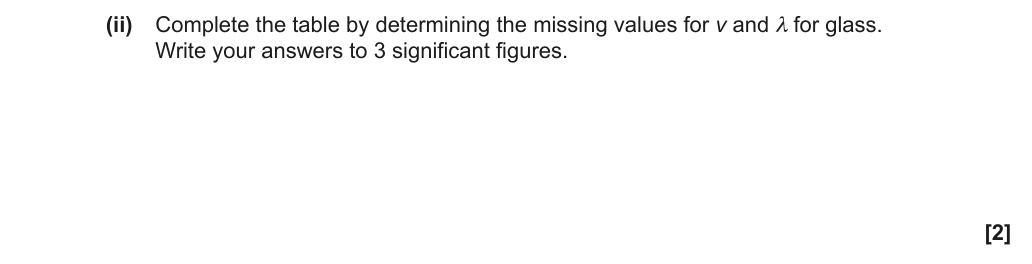 (ii) Complete the table by determining the missing values for v and λ for glass.
Write your answers to 3 significant figures.
[2]